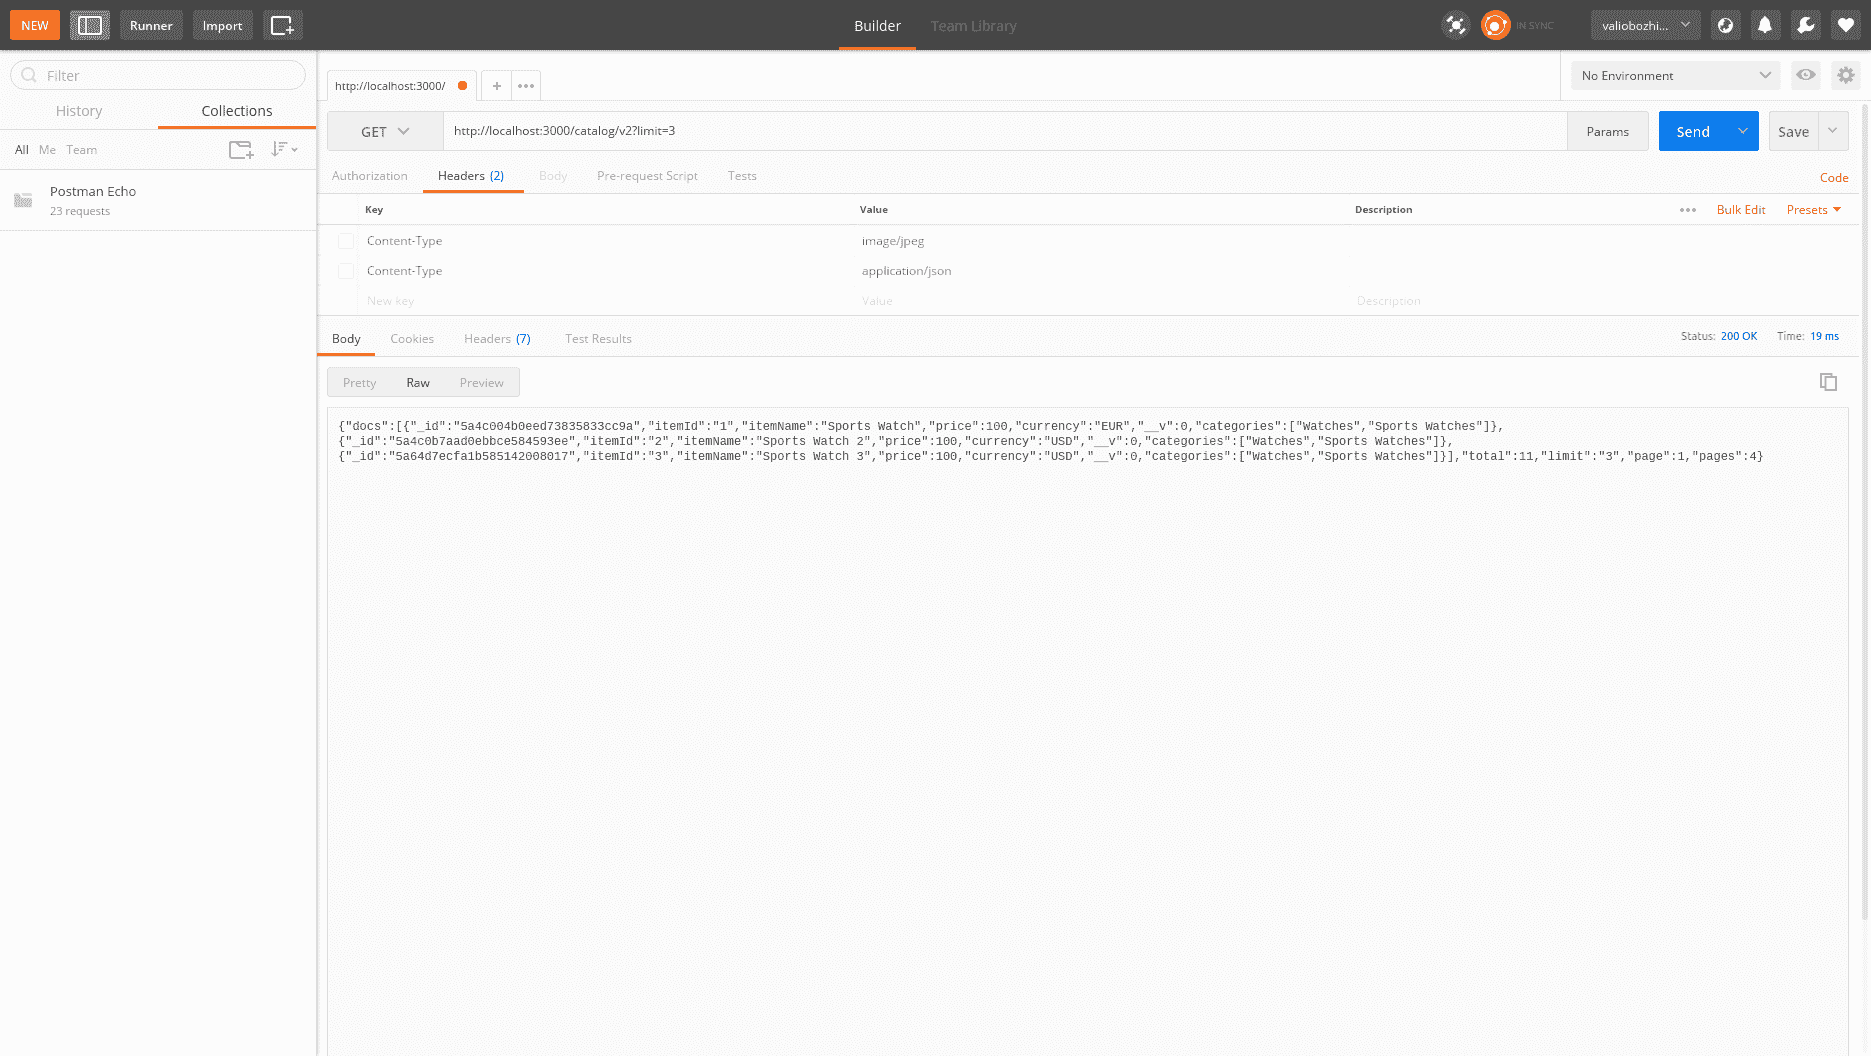 NEW Runner Import Builder Team Library IN SYNC valiobozhi...
Filter
History Collections
All Me Team
Postman Echo
23 requests
http://localhost:3000/ + •••
No Environment
GET http://localhost:3000/catalog/v2?limit=3 Params Send Save
Authorization Headers (2) Body Pre-request Script Tests Code
Key Value Description ••• Bulk Edit Presets
Content-Type image/jpeg
Content-Type application/json
New key Value Description
Body Cookies Headers (7) Test Results Status: 200 OK Time: 19 ms
Pretty Raw Preview
{"docs":[{"_id":"5a4c004b0eed73835833cc9a","itemId":"1","itemName":"Sports Watch","price":100,"currency":"EUR","__v":0,"categories":["Watches","Sports Watches"]},
{"_id":"5a4c0b7aad0ebbce584593ee","itemId":"2","itemName":"Sports Watch 2","price":100,"currency":"USD","__v":0,"categories":["Watches","Sports Watches"]},
{"_id":"5a64d7ecfa1b585142008017","itemId":"3","itemName":"Sports Watch 3","price":100,"currency":"USD","__v":0,"categories":["Watches","Sports Watches"]}],"total":11,"limit":"3","page":1,"pages":4}